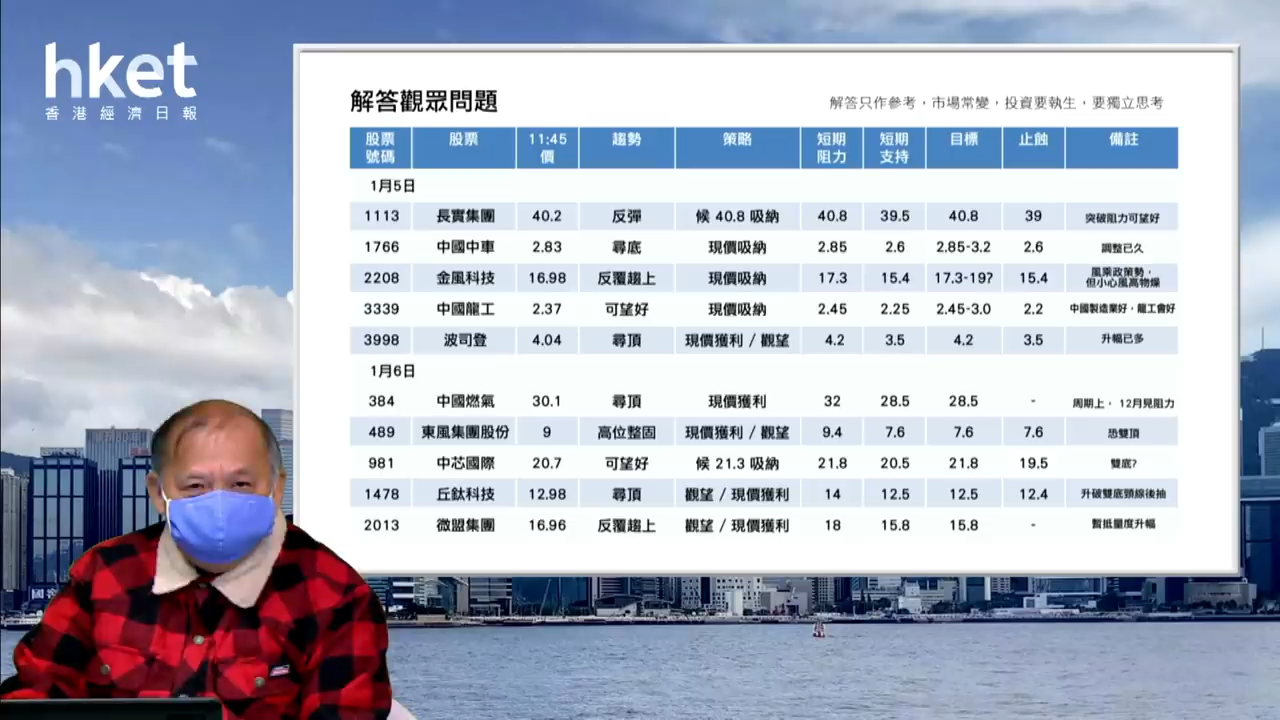 hket
香港經濟日報
解答觀眾問題
解答只作參考，市場常變，投資要執生，要獨立思考
股票號碼 股票 11:45價 趨勢 策略 短期阻力 短期支持 目標 止蝕 備註
1月5日
1113 長實集團 40.2 反彈 候 40.8 吸納 40.8 39.5 40.8 39 突破阻力可望好
1766 中國中車 2.83 尋底 現價吸納 2.85 2.6 2.85-3.2 2.6 調整已久
2208 金風科技 16.98 反覆趨上 現價吸納 17.3 15.4 17.3-19? 15.4 風乘政策勢，但小心風高物燥
3339 中國龍工 2.37 可望好 現價吸納 2.45 2.25 2.45-3.0 2.2 中國製造業好，龍工會好
3998 波司登 4.04 尋頂 現價獲利 / 觀望 4.2 3.5 4.2 3.5 升幅已多
1月6日
384 中國燃氣 30.1 尋頂 現價獲利 32 28.5 28.5 - 周期上， 12月見阻力
489 東風集團股份 9 高位整固 現價獲利 / 觀望 9.4 7.6 7.6 7.6 恐雙頂
981 中芯國際 20.7 可望好 候 21.3 吸納 21.8 20.5 21.8 19.5 雙底?
1478 丘鈦科技 12.98 尋頂 觀望 / 現價獲利 14 12.5 12.5 12.4 升破雙底頸線後抽
2013 微盟集團 16.96 反覆趨上 觀望 / 現價獲利 18 15.8 15.8 - 暫抵量度升幅